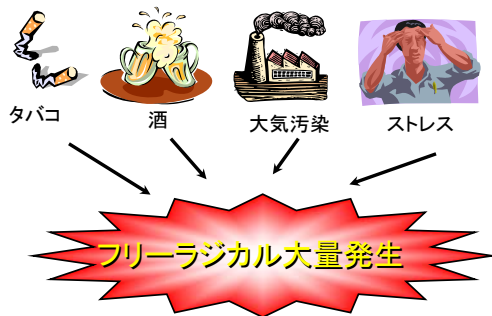 タバコ
酒
大気汚染
ストレス
フリーラジカル大量発生